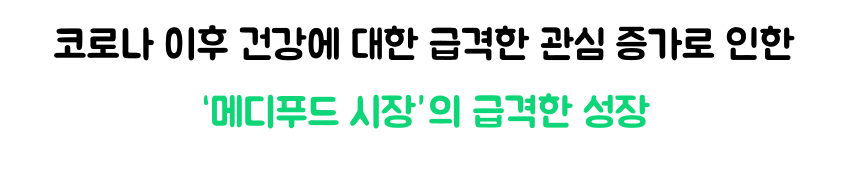 코로나 이후 건강에 대한 급격한 관심 증가로 인한
‘메디푸드 시장’의 급격한 성장